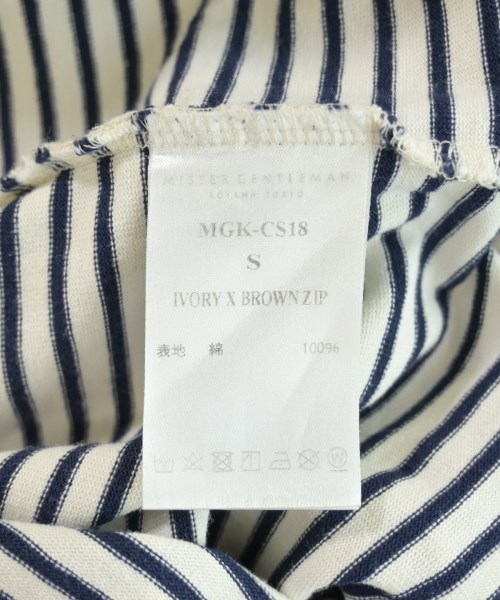 MISTER GENTLEMAN
AOYAMA TOKYO
MGK-CS18
S
IVORY X BROWN ZIP
表地 綿 100%
W